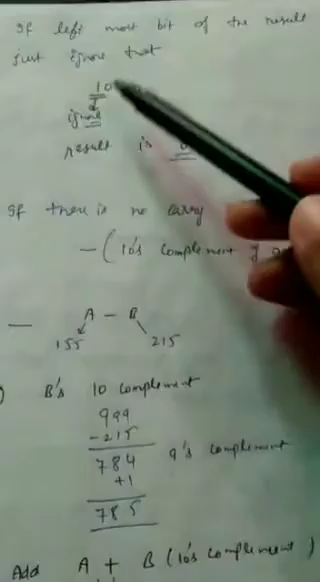 If left most bit of the result
just ignore that
10
ignore
result is
If there is no carry
- (10's complement of
— A - B
155 215
) B's 10 complement
999
-215
784 9's complement
+1
785
Add A + B (10's complement)